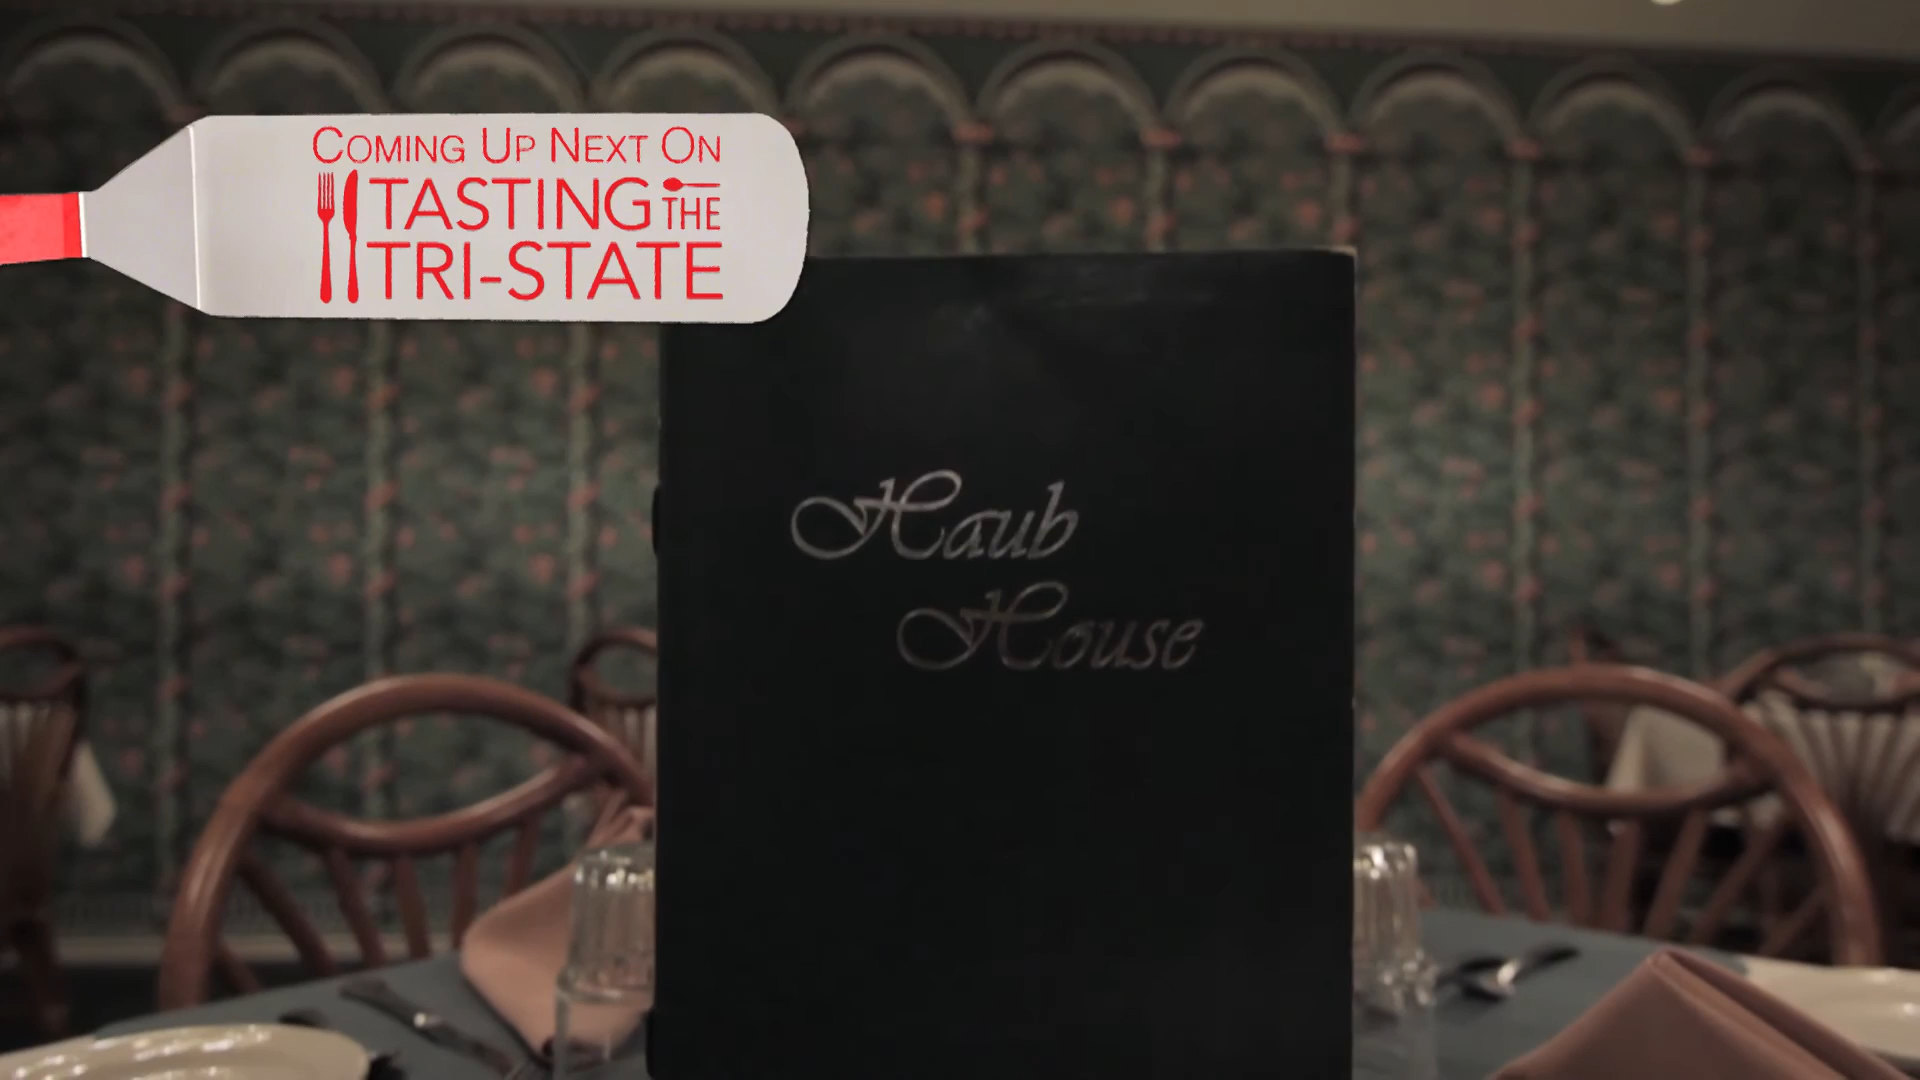 Coming Up Next On
TASTING THE
TRI-STATE
Haub
House